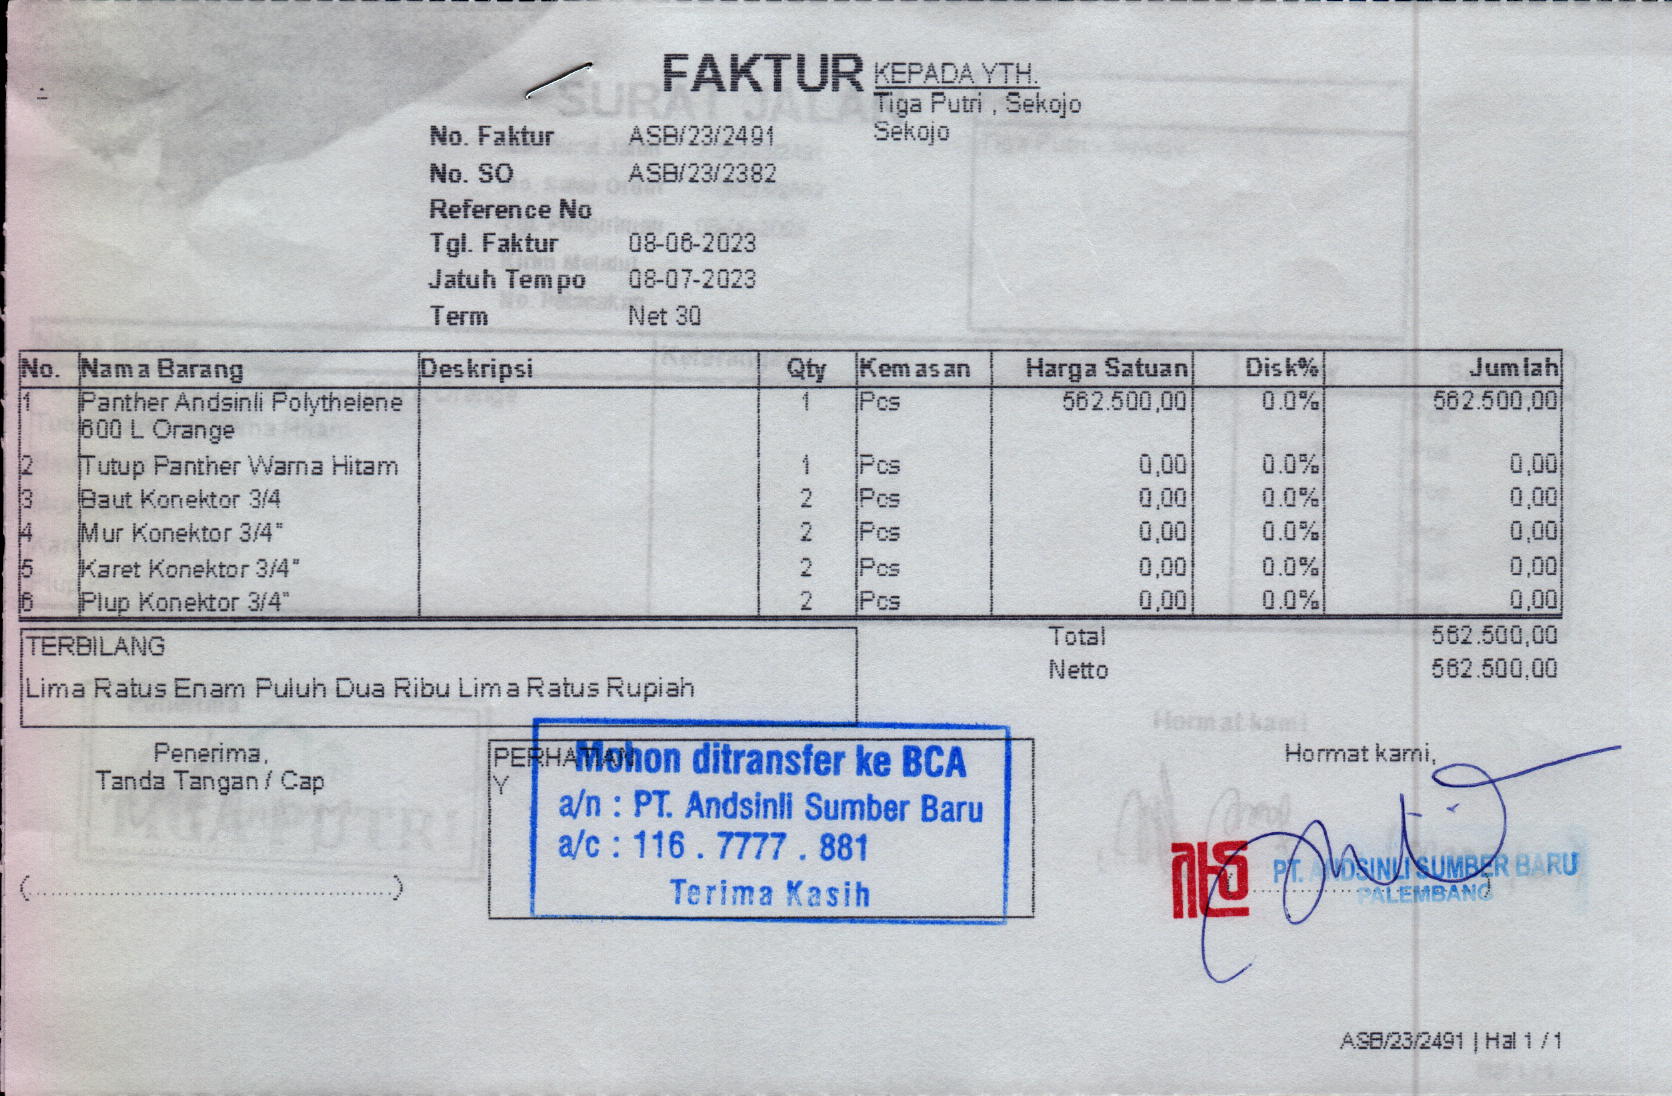 FAKTUR
KEPADA YTH.
Tiga Putri , Sekojo
Sekojo
No. Faktur ASB/23/2491
No. SO ASB/23/2382
Reference No
Tgl. Faktur 08-06-2023
Jatuh Tempo 08-07-2023
Term Net 30
No. Nama Barang Deskripsi Qty Kemasan Harga Satuan Disk% Jumlah
1 Panther Andsinli Polythelene 1 Pcs 562.500,00 0.0% 562.500,00
600 L Orange
2 Tutup Panther Warna Hitam 1 Pcs 0,00 0.0% 0,00
3 Baut Konektor 3/4 2 Pcs 0,00 0.0% 0,00
4 Mur Konektor 3/4" 2 Pcs 0,00 0.0% 0,00
5 Karet Konektor 3/4" 2 Pcs 0,00 0.0% 0,00
6 Plup Konektor 3/4" 2 Pcs 0,00 0.0% 0,00
Total 562.500,00
Netto 562.500,00
TERBILANG
Lima Ratus Enam Puluh Dua Ribu Lima Ratus Rupiah
Penerima,
Tanda Tangan / Cap
(..........................................................)
PERHATIAN
Y
Mohon ditransfer ke BCA
a/n : PT. Andsinli Sumber Baru
a/c : 116 . 7777 . 881
Terima Kasih
Hormat kami,
PT. ANDSINLI SUMBER BARU
PALEMBANG
ASB/23/2491 | Hal 1 / 1